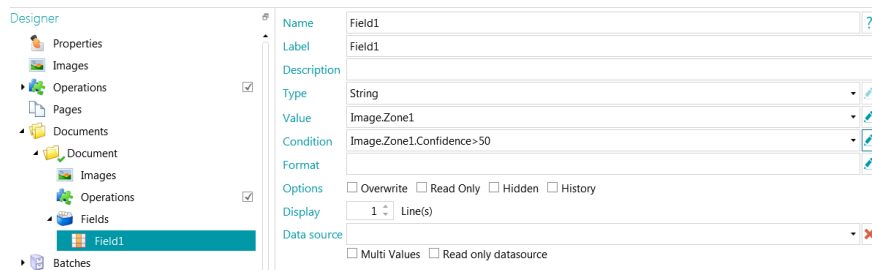 Designer
Properties
Images
Operations
Pages
Documents
Document
Images
Operations
Fields
Field1
Batches
Name Field1 ?
Label Field1
Description
Type String
Value Image.Zone1
Condition Image.Zone1.Confidence>50
Format
Options Overwrite Read Only Hidden History
Display 1 Line(s)
Data source
Multi Values Read only datasource